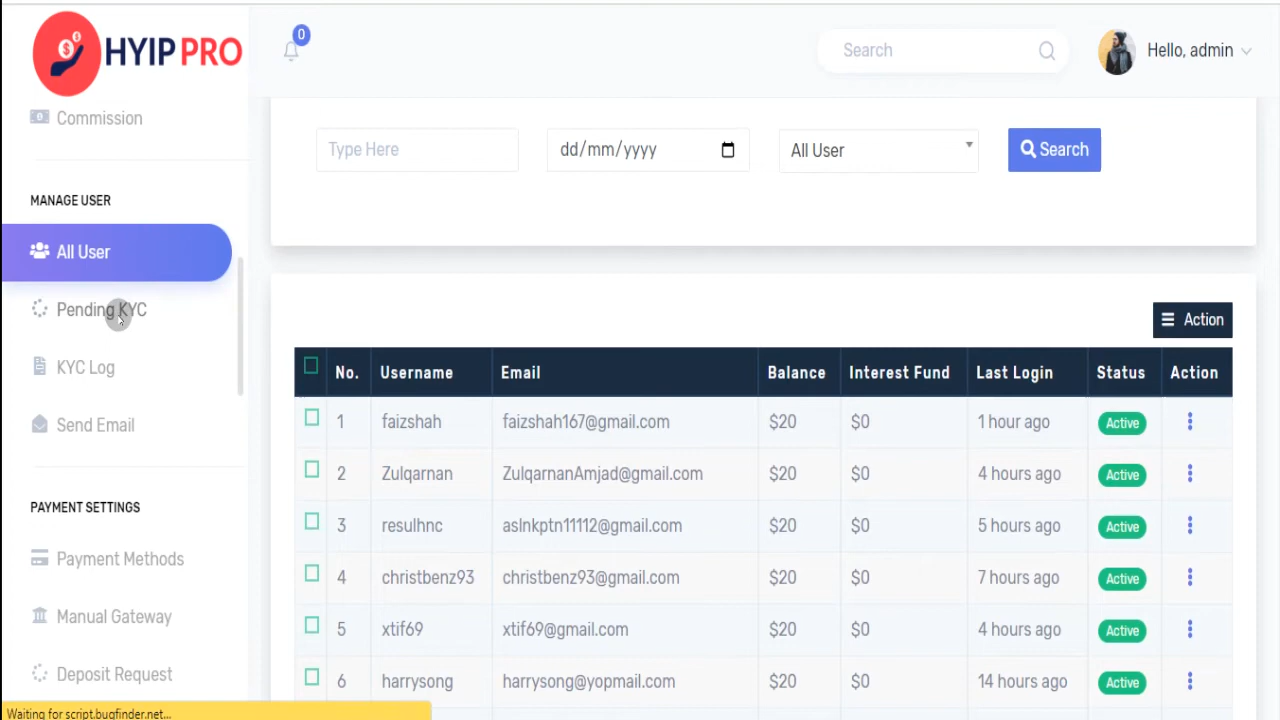 HYIP PRO
0
Search
Hello, admin
Commission
MANAGE USER
All User
Pending KYC
KYC Log
Send Email
PAYMENT SETTINGS
Payment Methods
Manual Gateway
Deposit Request
Type Here
dd/mm/yyyy
All User
Search
Action
No. Username Email Balance Interest Fund Last Login Status Action
1 faizshah faizshah167@gmail.com $20 $0 1 hour ago Active
2 Zulqarnan ZulqarnanAmjad@gmail.com $20 $0 4 hours ago Active
3 resulhnc aslnkptn11112@gmail.com $20 $0 5 hours ago Active
4 christbenz93 christbenz93@gmail.com $20 $0 7 hours ago Active
5 xtif69 xtif69@gmail.com $20 $0 4 hours ago Active
6 harrysong harrysong@yopmail.com $20 $0 14 hours ago Active
Waiting for script.bugfinder.net...